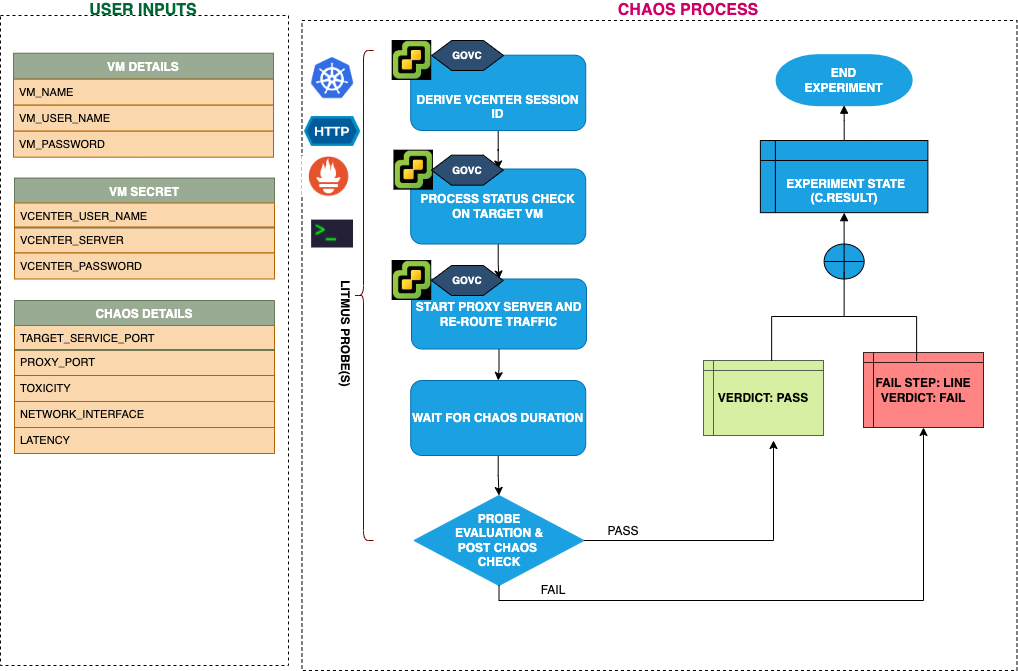 USER INPUTS
VM DETAILS
VM_NAME
VM_USER_NAME
VM_PASSWORD
VM SECRET
VCENTER_USER_NAME
VCENTER_SERVER
VCENTER_PASSWORD
CHAOS DETAILS
TARGET_SERVICE_PORT
PROXY_PORT
TOXICITY
NETWORK_INTERFACE
LATENCY
CHAOS PROCESS
HTTP
>_
LITMUS PROBE(S)
GOVC
DERIVE VCENTER SESSION
ID
GOVC
PROCESS STATUS CHECK
ON TARGET VM
GOVC
START PROXY SERVER AND
RE-ROUTE TRAFFIC
WAIT FOR CHAOS DURATION
PROBE
EVALUATION &
POST CHAOS
CHECK
PASS
FAIL
VERDICT: PASS
FAIL STEP: LINE
VERDICT: FAIL
EXPERIMENT STATE
(C.RESULT)
END
EXPERIMENT